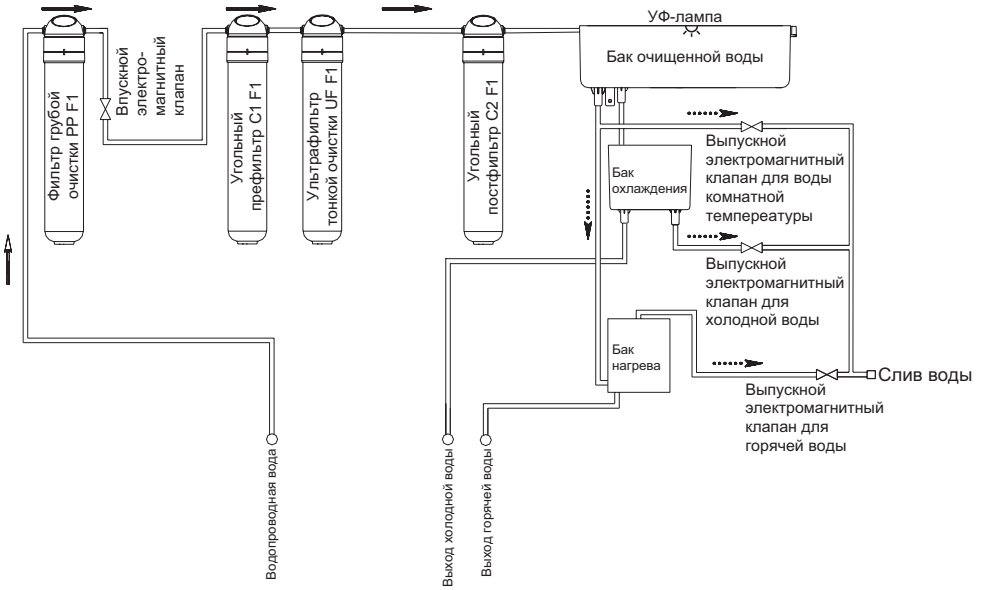 УФ-лампа
Бак очищенной воды
Фильтр грубой
очистки PP F1
Впускной
электро-
магнитный
клапан
Угольный
префильтр C1 F1
Ультрафильтр
тонкой очистки UF F1
Угольный
постфильтр C2 F1
Выпускной
электромагнитный
клапан для воды
комнатной
темпереатуры
Бак
охлаждения
Выпускной
электромагнитный
клапан для
холодной воды
Бак
нагрева
Слив воды
Выпускной
электромагнитный
клапан для
горячей воды
Водопроводная вода
Выход холодной воды
Выход горячей воды